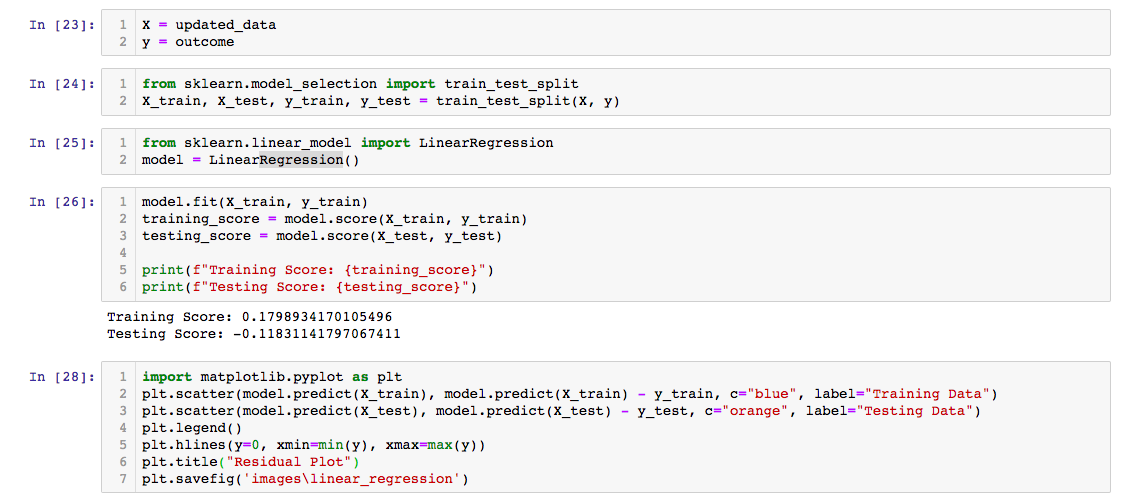 In [23]:
1 X = updated_data
2 y = outcome
In [24]:
1 from sklearn.model_selection import train_test_split
2 X_train, X_test, y_train, y_test = train_test_split(X, y)
In [25]:
1 from sklearn.linear_model import LinearRegression
2 model = LinearRegression()
In [26]:
1 model.fit(X_train, y_train)
2 training_score = model.score(X_train, y_train)
3 testing_score = model.score(X_test, y_test)
4
5 print(f"Training Score: {training_score}")
6 print(f"Testing Score: {testing_score}")
Training Score: 0.1798934170105496
Testing Score: -0.11831141797067411
In [28]:
1 import matplotlib.pyplot as plt
2 plt.scatter(model.predict(X_train), model.predict(X_train) - y_train, c="blue", label="Training Data")
3 plt.scatter(model.predict(X_test), model.predict(X_test) - y_test, c="orange", label="Testing Data")
4 plt.legend()
5 plt.hlines(y=0, xmin=min(y), xmax=max(y))
6 plt.title("Residual Plot")
7 plt.savefig('images\linear_regression')